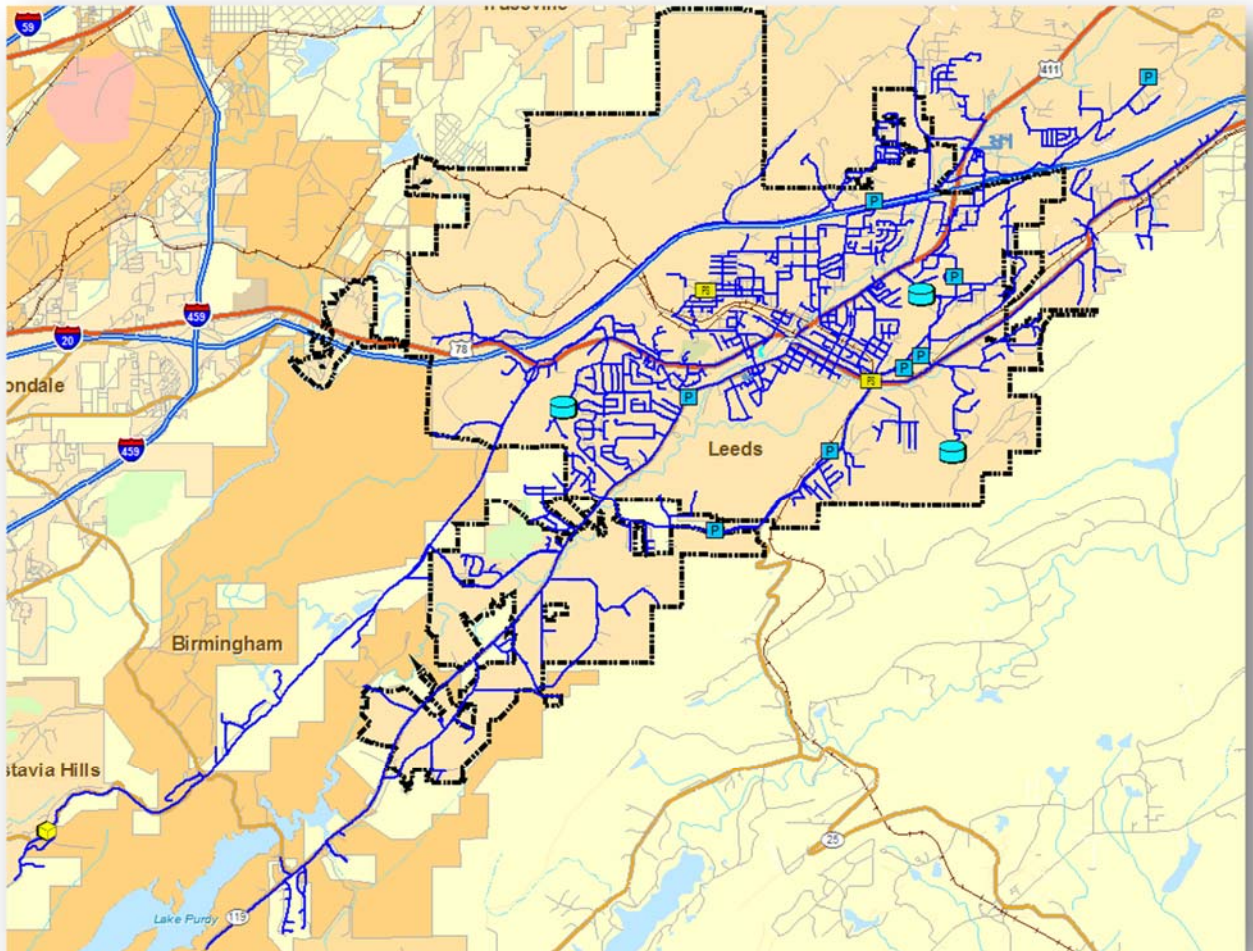 59
411
P
P
459
P
PS
20
78
P
P
ondale
PS
P
459
P
Leeds
P
Birmingham
stavia Hills
25
Lake Purdy
119